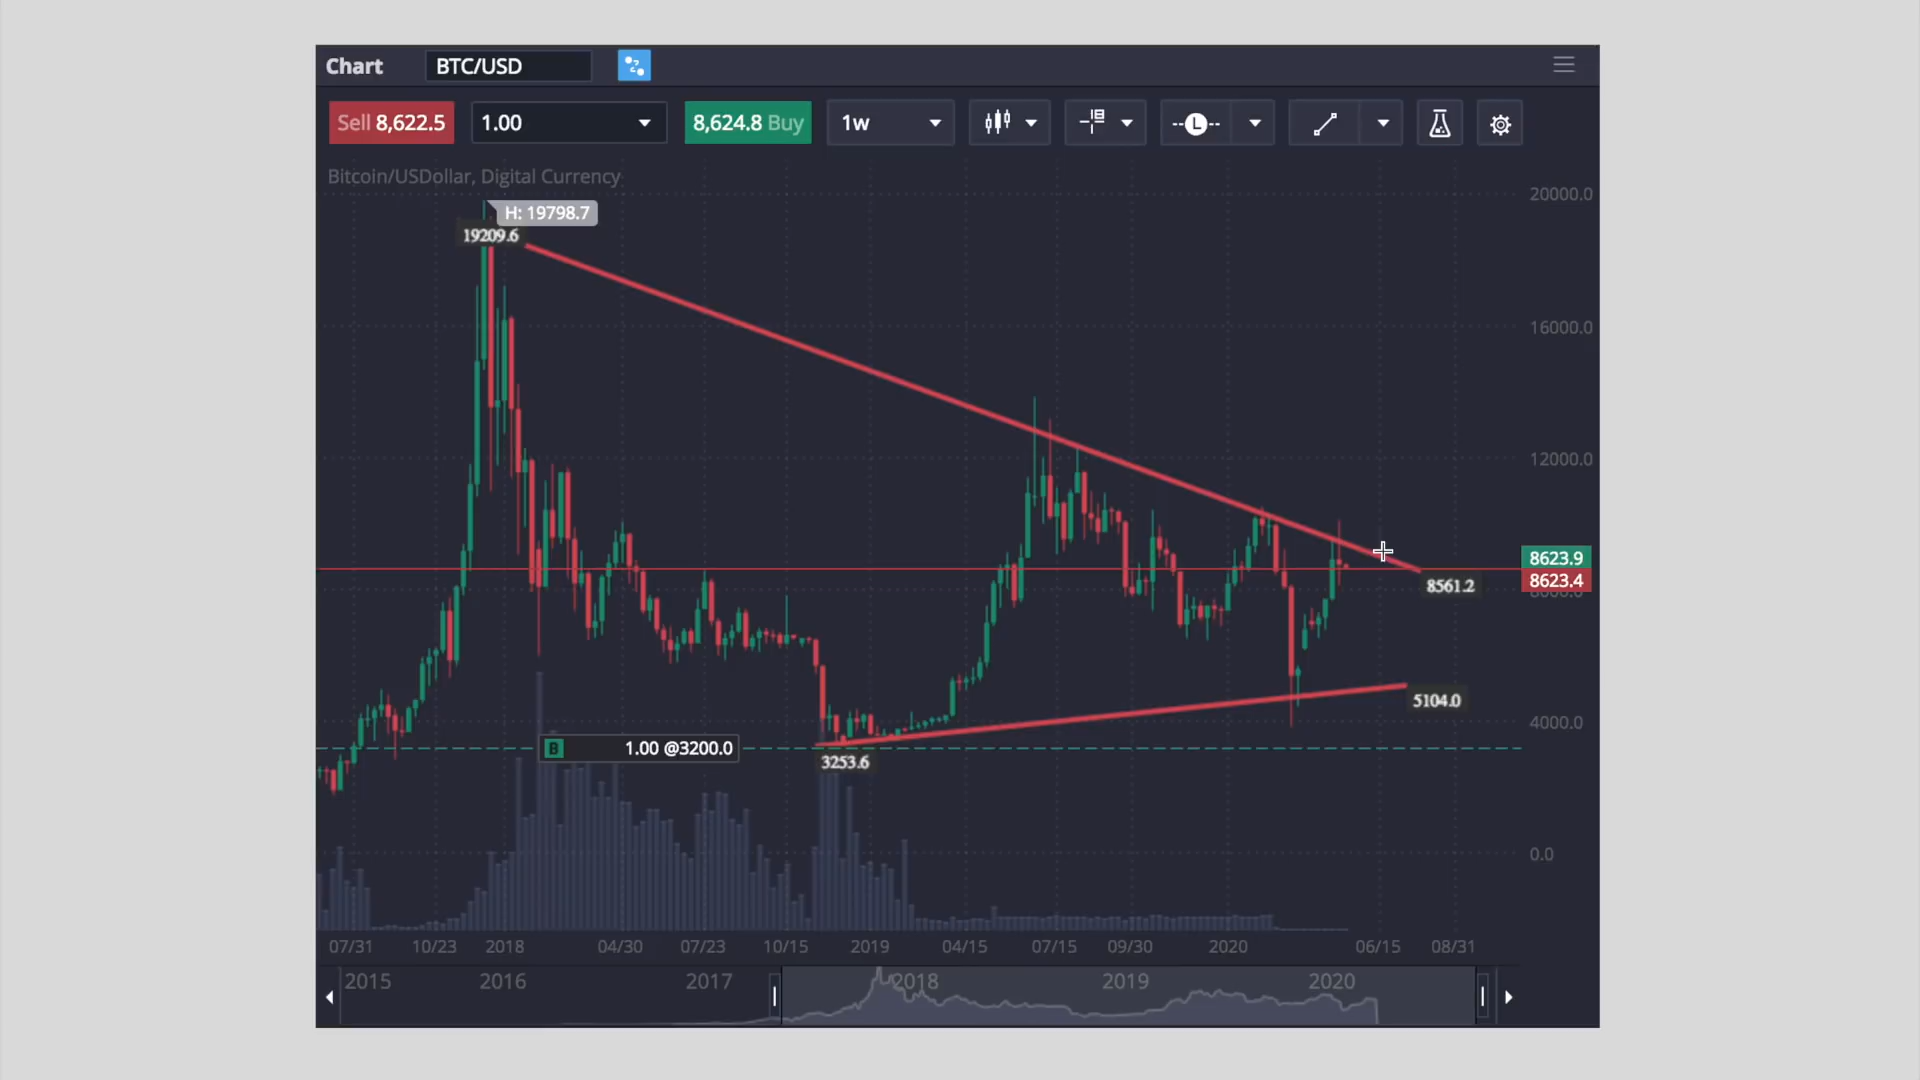 Chart BTC/USD
Sell 8,622.5 1.00 8,624.8 Buy 1w L
Bitcoin/USDollar, Digital Currency
20000.0
H: 19798.7
19209.6
16000.0
12000.0
8623.9
8623.4
8561.2
5104.0
4000.0
B 1.00 @3200.0
3253.6
0.0
07/31 10/23 2018 04/30 07/23 10/15 2019 04/15 07/15 09/30 2020 06/15 08/31
2015 2016 2017 2018 2019 2020